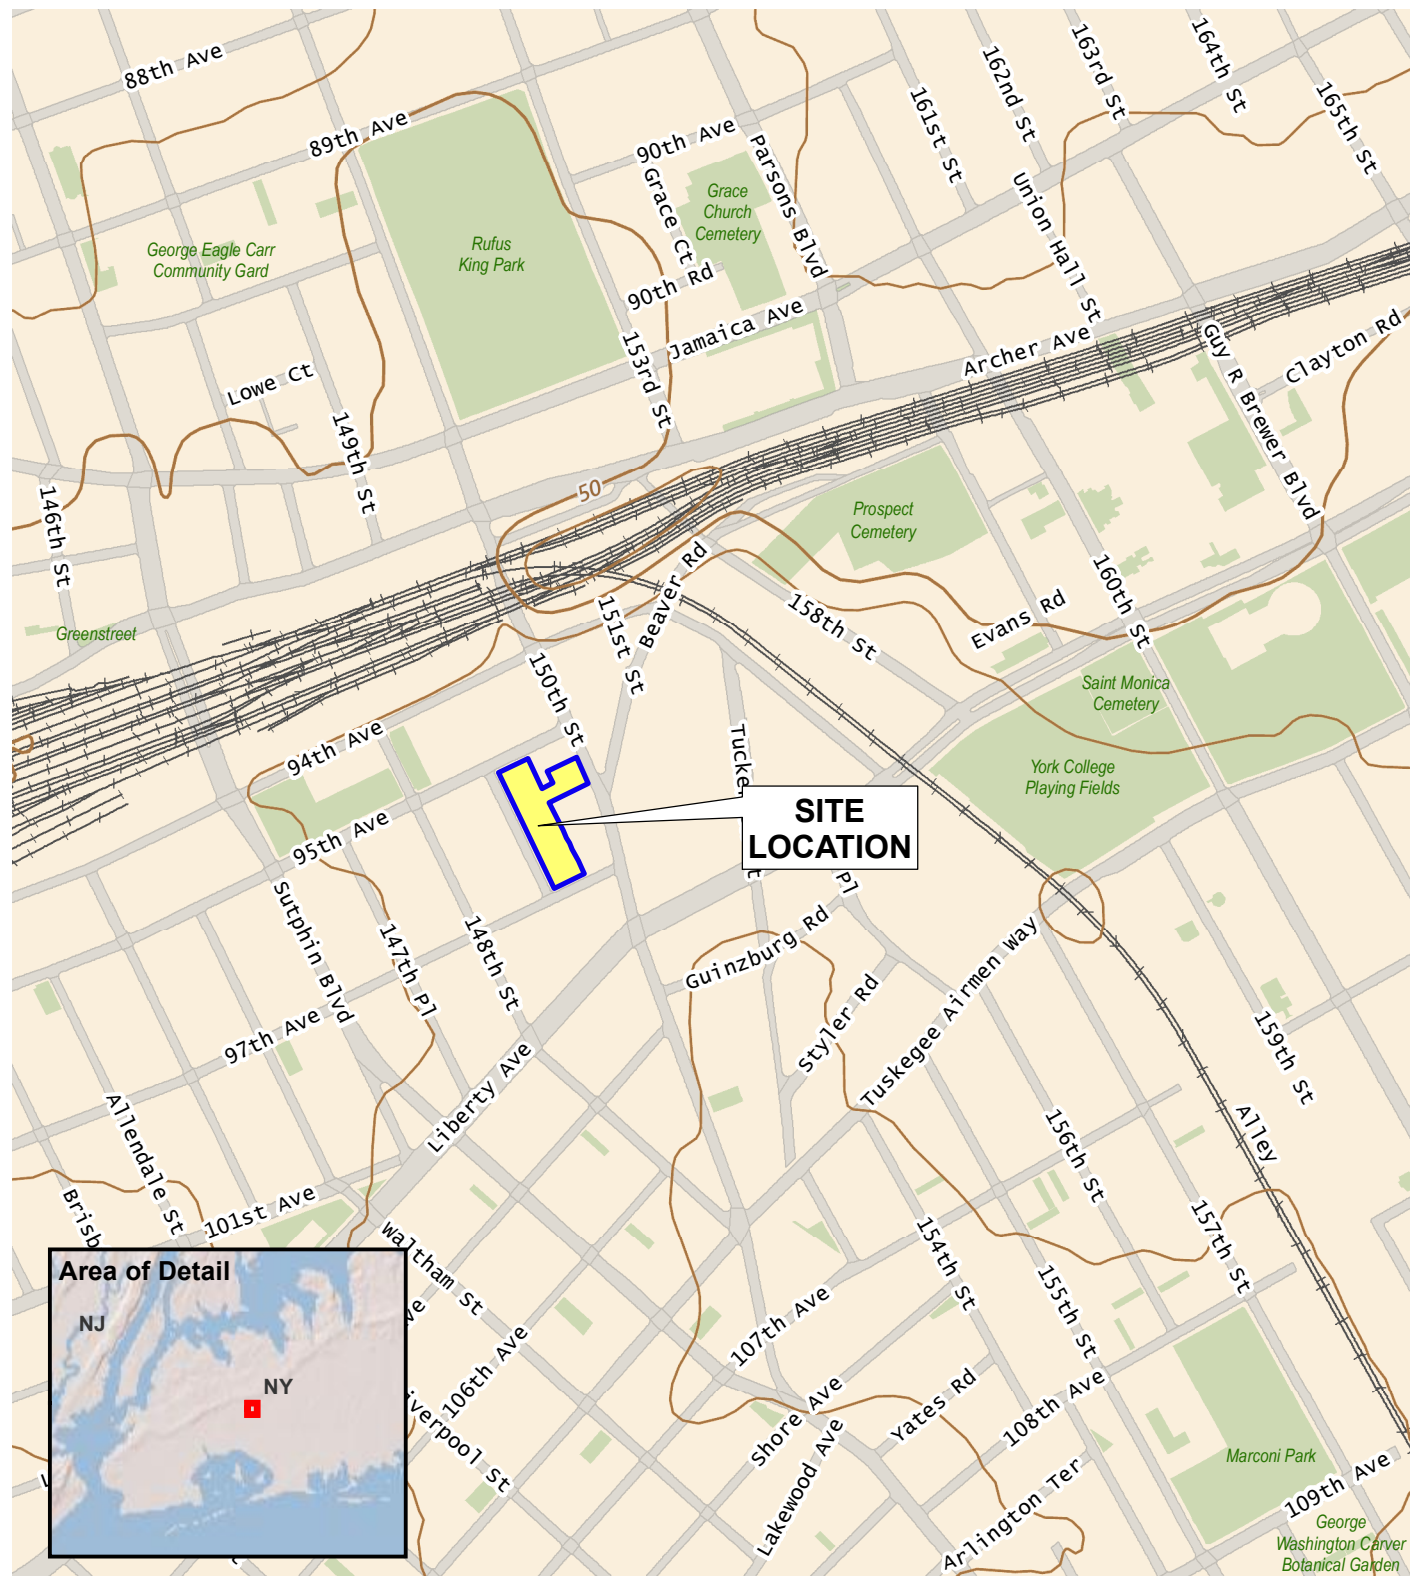 88th Ave
89th Ave
90th Ave
Grace Ct
Parsons Blvd
161st St
162nd St
163rd St
164th St
165th St
Union Hall St
Grace
Church
Cemetery
George Eagle Carr
Community Gard
Rufus
King Park
90th Rd
Jamaica Ave
153rd St
Archer Ave
Guy R Brewer Blvd
Clayton Rd
Lowe Ct
149th St
146th St
50
Prospect
Cemetery
160th St
Greenstreet
151st St
Beaver Rd
158th St
Evans Rd
150th St
Saint Monica
Cemetery
94th Ave
Tucke
York College
Playing Fields
SITE
LOCATION
95th Ave
Pl
Sutphin Blvd
147th Pl
148th St
Guinzburg Rd
Tuskegee Airmen Way
Styler Rd
97th Ave
159th St
Liberty Ave
Allendale St
Alley
156th St
Brisb
101st Ave
Waltham St
154th St
157th St
155th St
Area of Detail
NJ
NY
107th Ave
106th Ave
iverpool St
Shore Ave
Yates Rd
108th Ave
Lakewood Ave
Arlington Ter
Marconi Park
109th Ave
George
Washington Carver
Botanical Garden